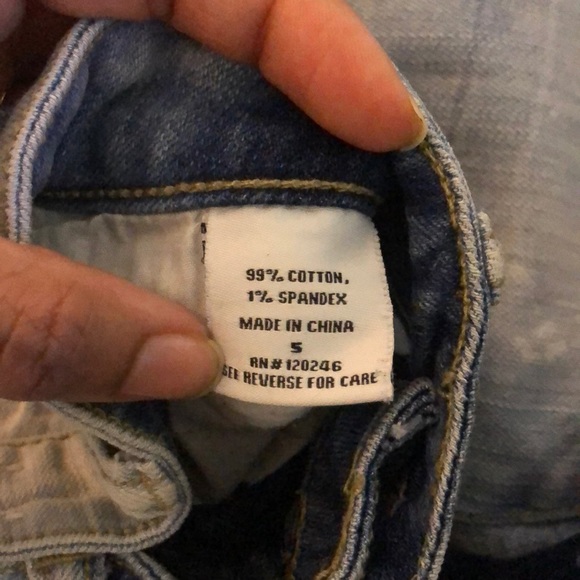 99% COTTON,
1% SPANDEX
MADE IN CHINA
5
RN# 120246
SEE REVERSE FOR CARE